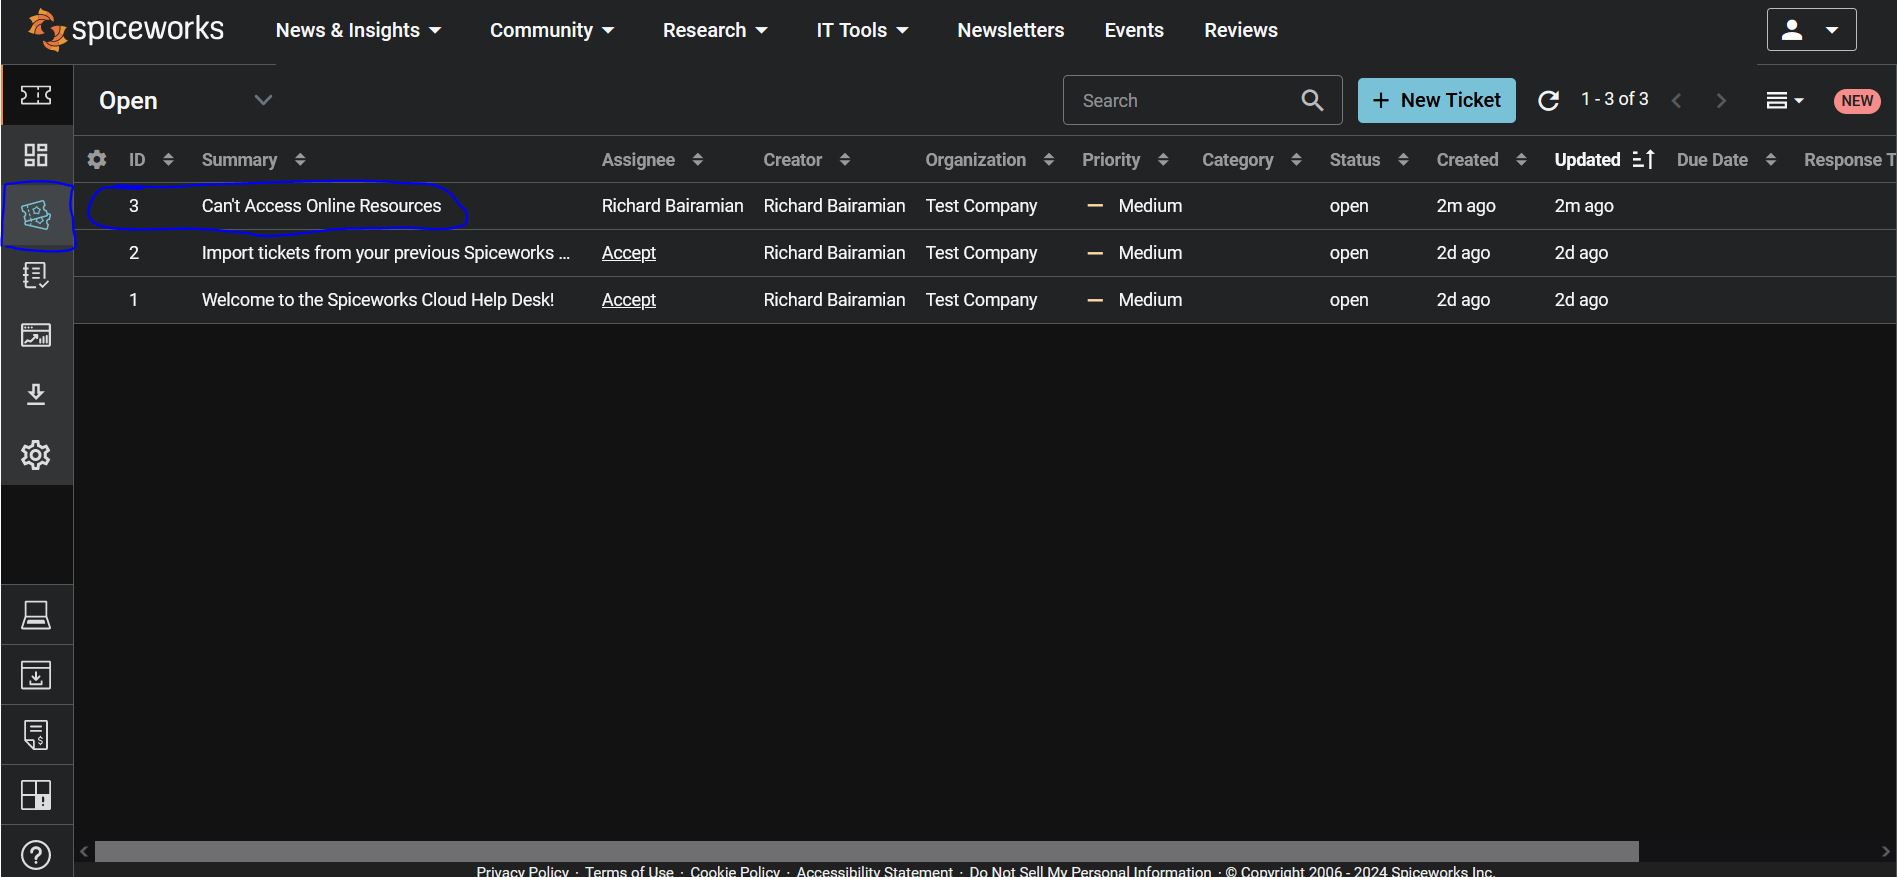 spiceworks News & Insights Community Research IT Tools Newsletters Events Reviews
Open Search + New Ticket 1 - 3 of 3 NEW
ID Summary Assignee Creator Organization Priority Category Status Created Updated Due Date Response T
3 Can't Access Online Resources Richard Bairamian Richard Bairamian Test Company Medium open 2m ago 2m ago
2 Import tickets from your previous Spiceworks ... Accept Richard Bairamian Test Company Medium open 2d ago 2d ago
1 Welcome to the Spiceworks Cloud Help Desk! Accept Richard Bairamian Test Company Medium open 2d ago 2d ago
Privacy Policy · Terms of Use · Cookie Policy · Accessibility Statement · Do Not Sell My Personal Information · © Copyright 2006 - 2024 Spiceworks Inc.